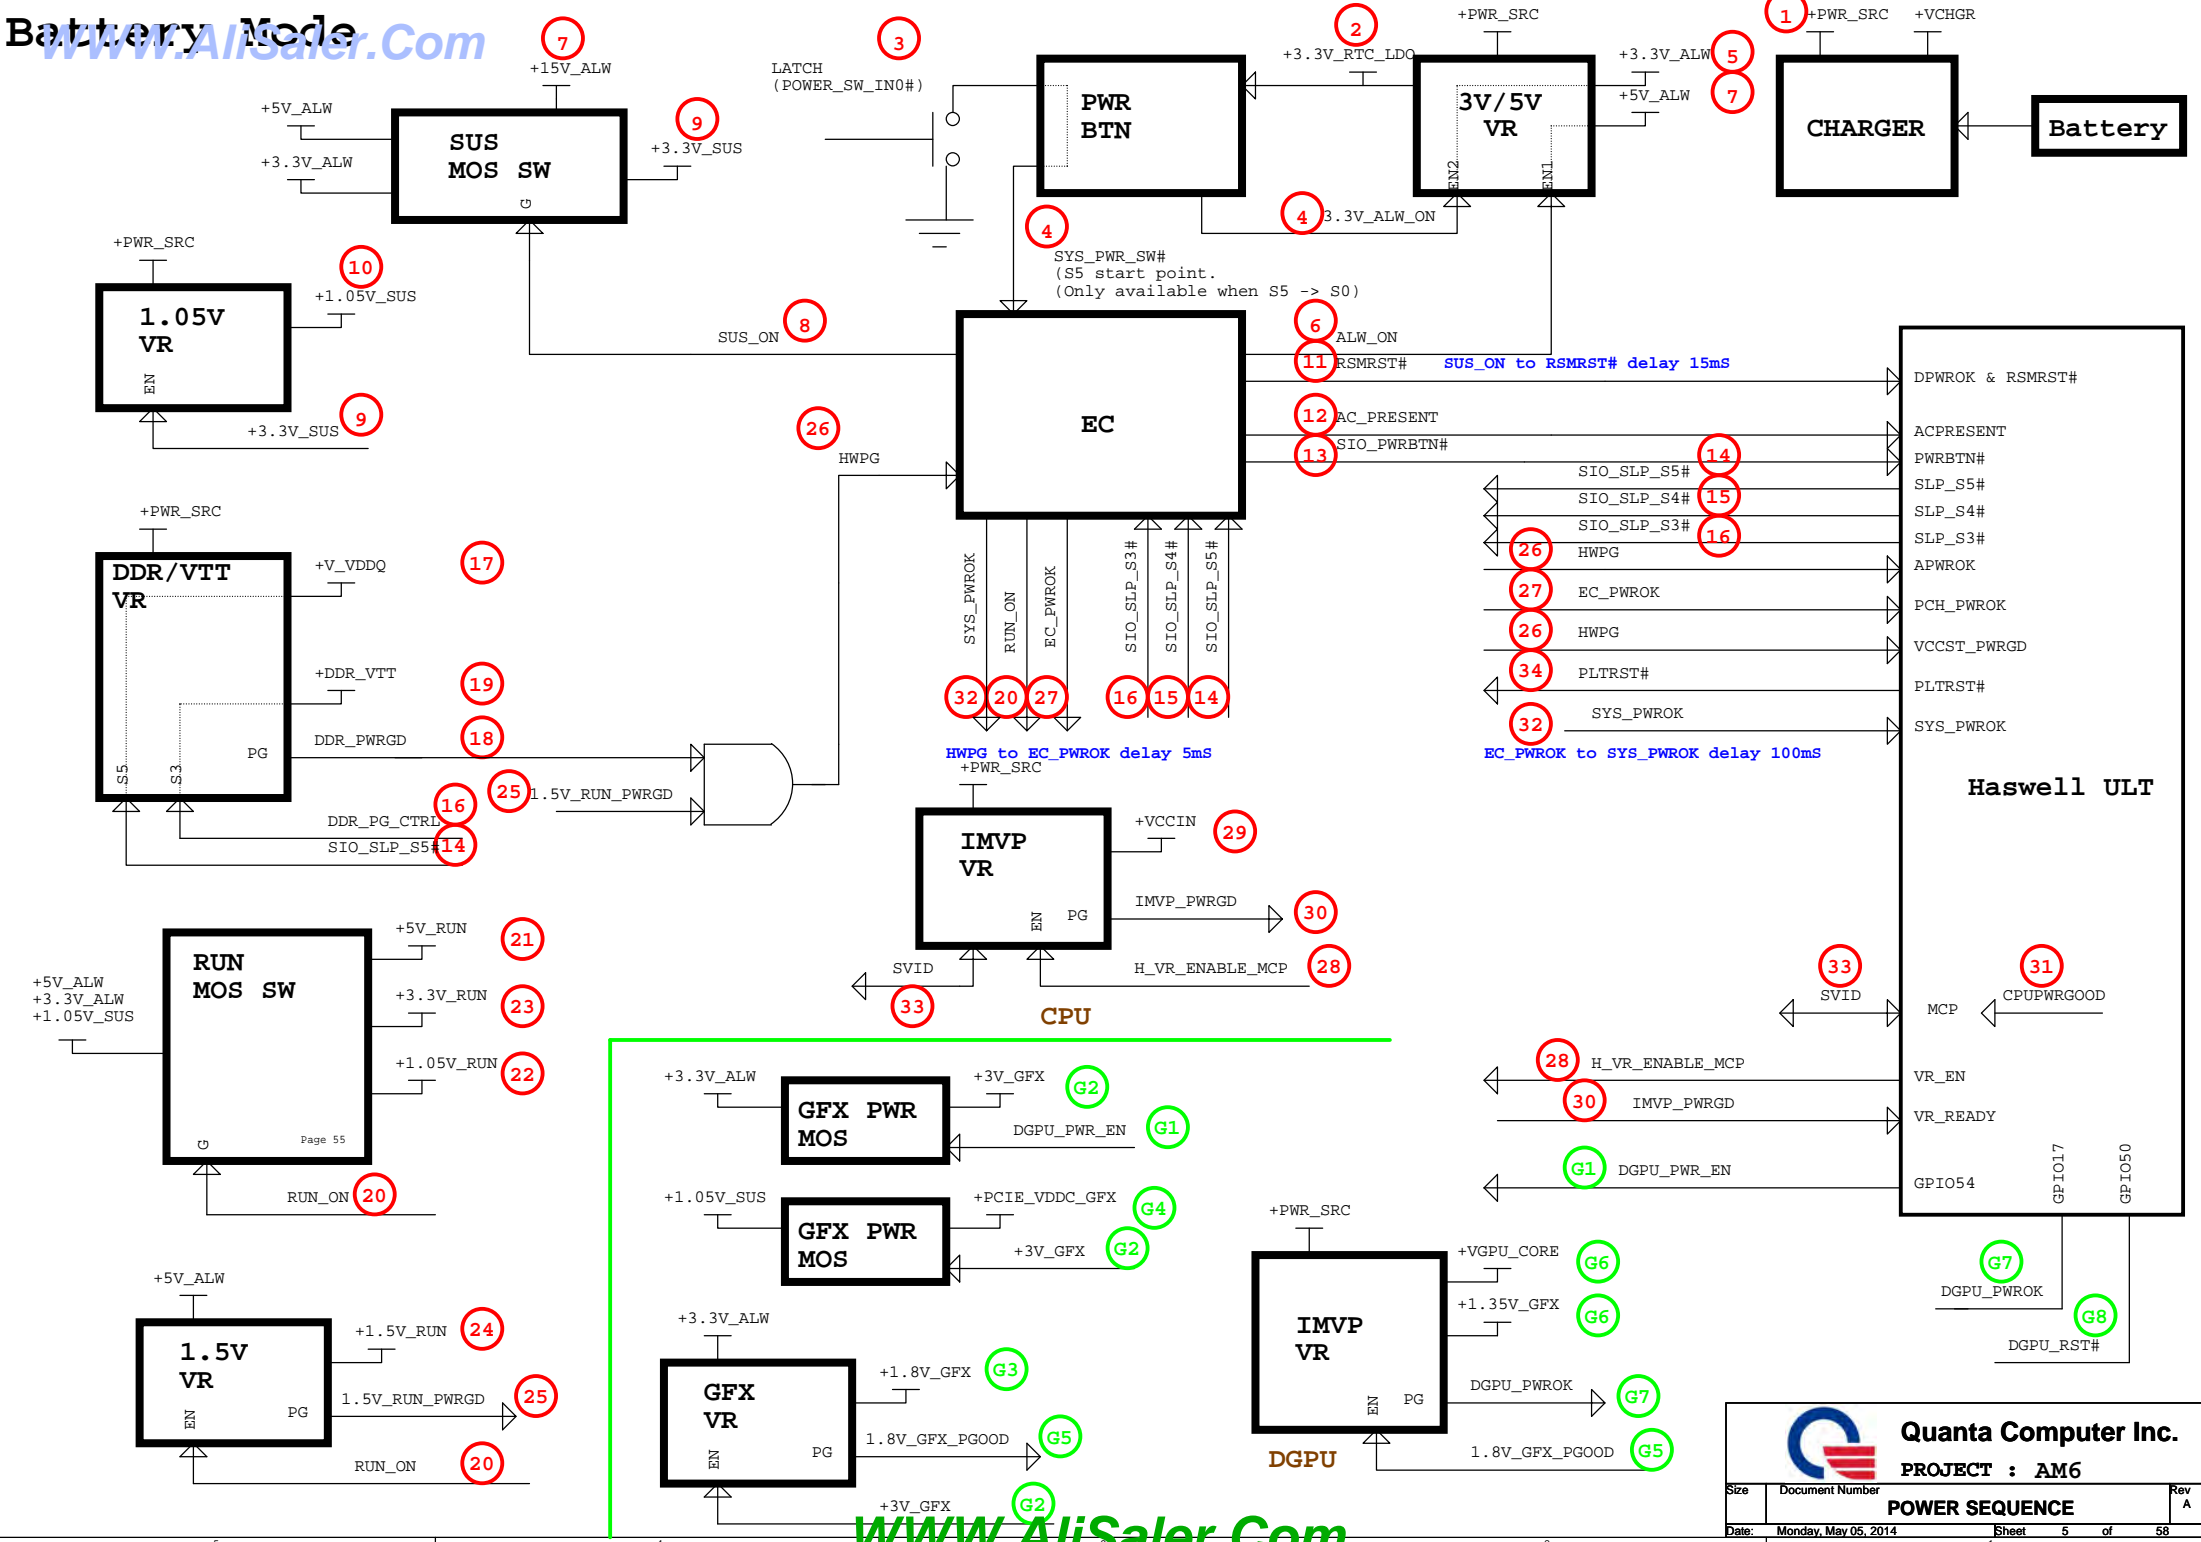 Battery Mode
WWW.AliSaler.Com
7
+15V_ALW
+5V_ALW
+3.3V_ALW
SUS
MOS SW
G
9
+3.3V_SUS
3
LATCH
(POWER_SW_IN0#)
PWR
BTN
2
+3.3V_RTC_LDO
+PWR_SRC
3V/5V
VR
EN2
EN1
+3.3V_ALW
5
+5V_ALW
7
1
+PWR_SRC
+VCHGR
CHARGER
Battery
4
3.3V_ALW_ON
4
SYS_PWR_SW#
(S5 start point.
(Only available when S5 -> S0)
+PWR_SRC
10
+1.05V_SUS
1.05V
VR
EN
+3.3V_SUS
9
SUS_ON
8
EC
6
ALW_ON
11
RSMRST#
SUS_ON to RSMRST# delay 15mS
12
AC_PRESENT
13
SIO_PWRBTN#
26
HWPG
SIO_SLP_S5#
14
SIO_SLP_S4#
15
SIO_SLP_S3#
16
26
HWPG
27
EC_PWROK
26
HWPG
34
PLTRST#
32
SYS_PWROK
EC_PWROK to SYS_PWROK delay 100mS
DPWROK & RSMRST#
ACPRESENT
PWRBTN#
SLP_S5#
SLP_S4#
SLP_S3#
APWROK
PCH_PWROK
VCCST_PWRGD
PLTRST#
SYS_PWROK
Haswell ULT
SYS_PWROK
RUN_ON
EC_PWROK
SIO_SLP_S3#
SIO_SLP_S4#
SIO_SLP_S5#
32
20
27
16
15
14
HWPG to EC_PWROK delay 5mS
+PWR_SRC
DDR/VTT
VR
+V_VDDQ
17
+DDR_VTT
19
PG
DDR_PWRGD
18
S5
S3
25
1.5V_RUN_PWRGD
DDR_PG_CTRL
16
SIO_SLP_S5#
14
+PWR_SRC
IMVP
VR
+VCCIN
29
EN
PG
IMVP_PWRGD
30
SVID
33
H_VR_ENABLE_MCP
28
CPU
+5V_ALW
+3.3V_ALW
+1.05V_SUS
RUN
MOS SW
+5V_RUN
21
+3.3V_RUN
23
+1.05V_RUN
22
G
Page 55
RUN_ON
20
33
SVID
MCP
31
CPUPWRGOOD
28
H_VR_ENABLE_MCP
VR_EN
30
IMVP_PWRGD
VR_READY
G1
DGPU_PWR_EN
GPIO54
GPIO17
GPIO50
G7
DGPU_PWROK
G8
DGPU_RST#
+3.3V_ALW
GFX PWR
MOS
+3V_GFX
G2
DGPU_PWR_EN
G1
+1.05V_SUS
GFX PWR
MOS
+PCIE_VDDC_GFX
G4
+3V_GFX
G2
+PWR_SRC
IMVP
VR
+VGPU_CORE
G6
+1.35V_GFX
G6
EN
PG
DGPU_PWROK
G7
DGPU
1.8V_GFX_PGOOD
G5
+5V_ALW
1.5V
VR
+1.5V_RUN
24
EN
PG
1.5V_RUN_PWRGD
25
RUN_ON
20
+3.3V_ALW
GFX
VR
+1.8V_GFX
G3
EN
PG
1.8V_GFX_PGOOD
G5
+3V_GFX
G2
WWW.AliSaler.Com
Quanta Computer Inc.
PROJECT : AM6
Size
Document Number
Rev
POWER SEQUENCE
A
Date: Monday, May 05, 2014
Sheet 5 of 58